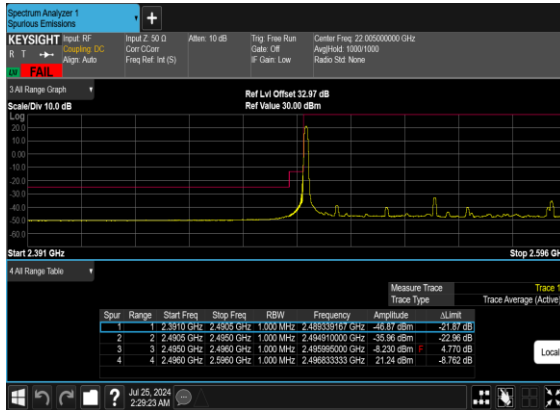 Spectrum Analyzer 1
Spurious Emissions
+
KEYSIGHT Input: RF Input Z: 50 Ω Atten: 10 dB Trig: Free Run Center Freq: 22.005000000 GHz
R T Coupling: DC Corr CCorr Gate: Off Avg|Hold: 1000/1000
Align: Auto Freq Ref: Int (S) IF Gain: Low Radio Std: None
LV FAIL
3 All Range Graph
Ref Lvl Offset 32.97 dB
Scale/Div 10.0 dB Ref Value 30.00 dBm
Log
20.0
10.0
0.00
-10.0
-20.0
-30.0
-40.0
-50.0
-60.0
Start 2.391 GHz Stop 2.596 GH
4 All Range Table
Measure Trace Trace 1
Trace Type Trace Average (Active)
Spur Range Start Freq Stop Freq RBW Frequency Amplitude ΔLimit
1 1 2.3910 GHz 2.4905 GHz 1.000 MHz 2.489339167 GHz -46.87 dBm -21.87 dB
2 2 2.4905 GHz 2.4950 GHz 1.000 MHz 2.494910000 GHz -35.96 dBm -22.96 dB
3 3 2.4950 GHz 2.4960 GHz 1.000 MHz 2.495995000 GHz -8.230 dBm F 4.770 dB
4 4 2.4960 GHz 2.5960 GHz 1.000 MHz 2.496833333 GHz 21.24 dBm -8.762 dB
Local
? Jul 25, 2024
2:29:23 AM